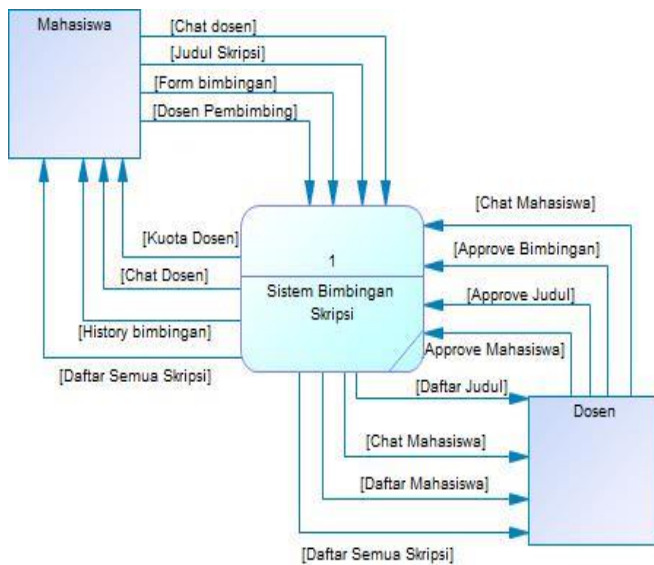 Mahasiswa
[Chat dosen]
[Judul Skripsi]
[Form bimbingan]
[Dosen Pembimbing]
[Kuota Dosen]
[Chat Dosen]
[History bimbingan]
[Daftar Semua Skripsi]
1
Sistem Bimbingan
Skripsi
[Chat Mahasiswa]
[Approve Bimbingan]
[Approve Judul]
Approve Mahasiswa]
[Daftar Judul]
Dosen
[Chat Mahasiswa]
[Daftar Mahasiswa]
[Daftar Semua Skripsi]